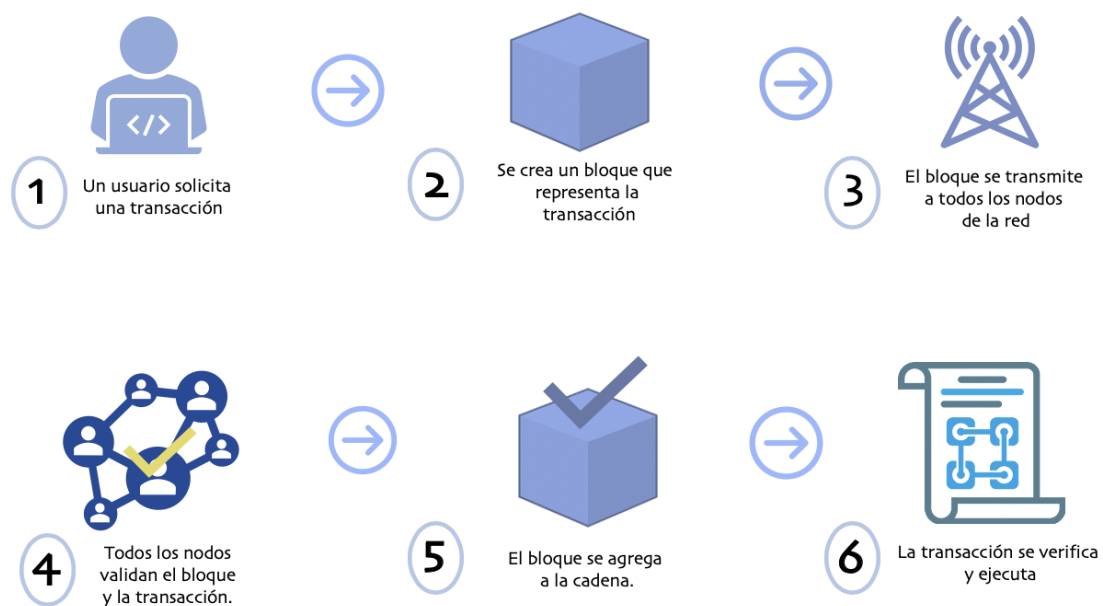 </>
1
Un usuario solicita
una transacción
2
Se crea un bloque que
representa la
transacción
3
El bloque se transmite
a todos los nodos
de la red
4
Todos los nodos
validan el bloque
y la transacción.
5
El bloque se agrega
a la cadena.
6
La transacción se verifica
y ejecuta